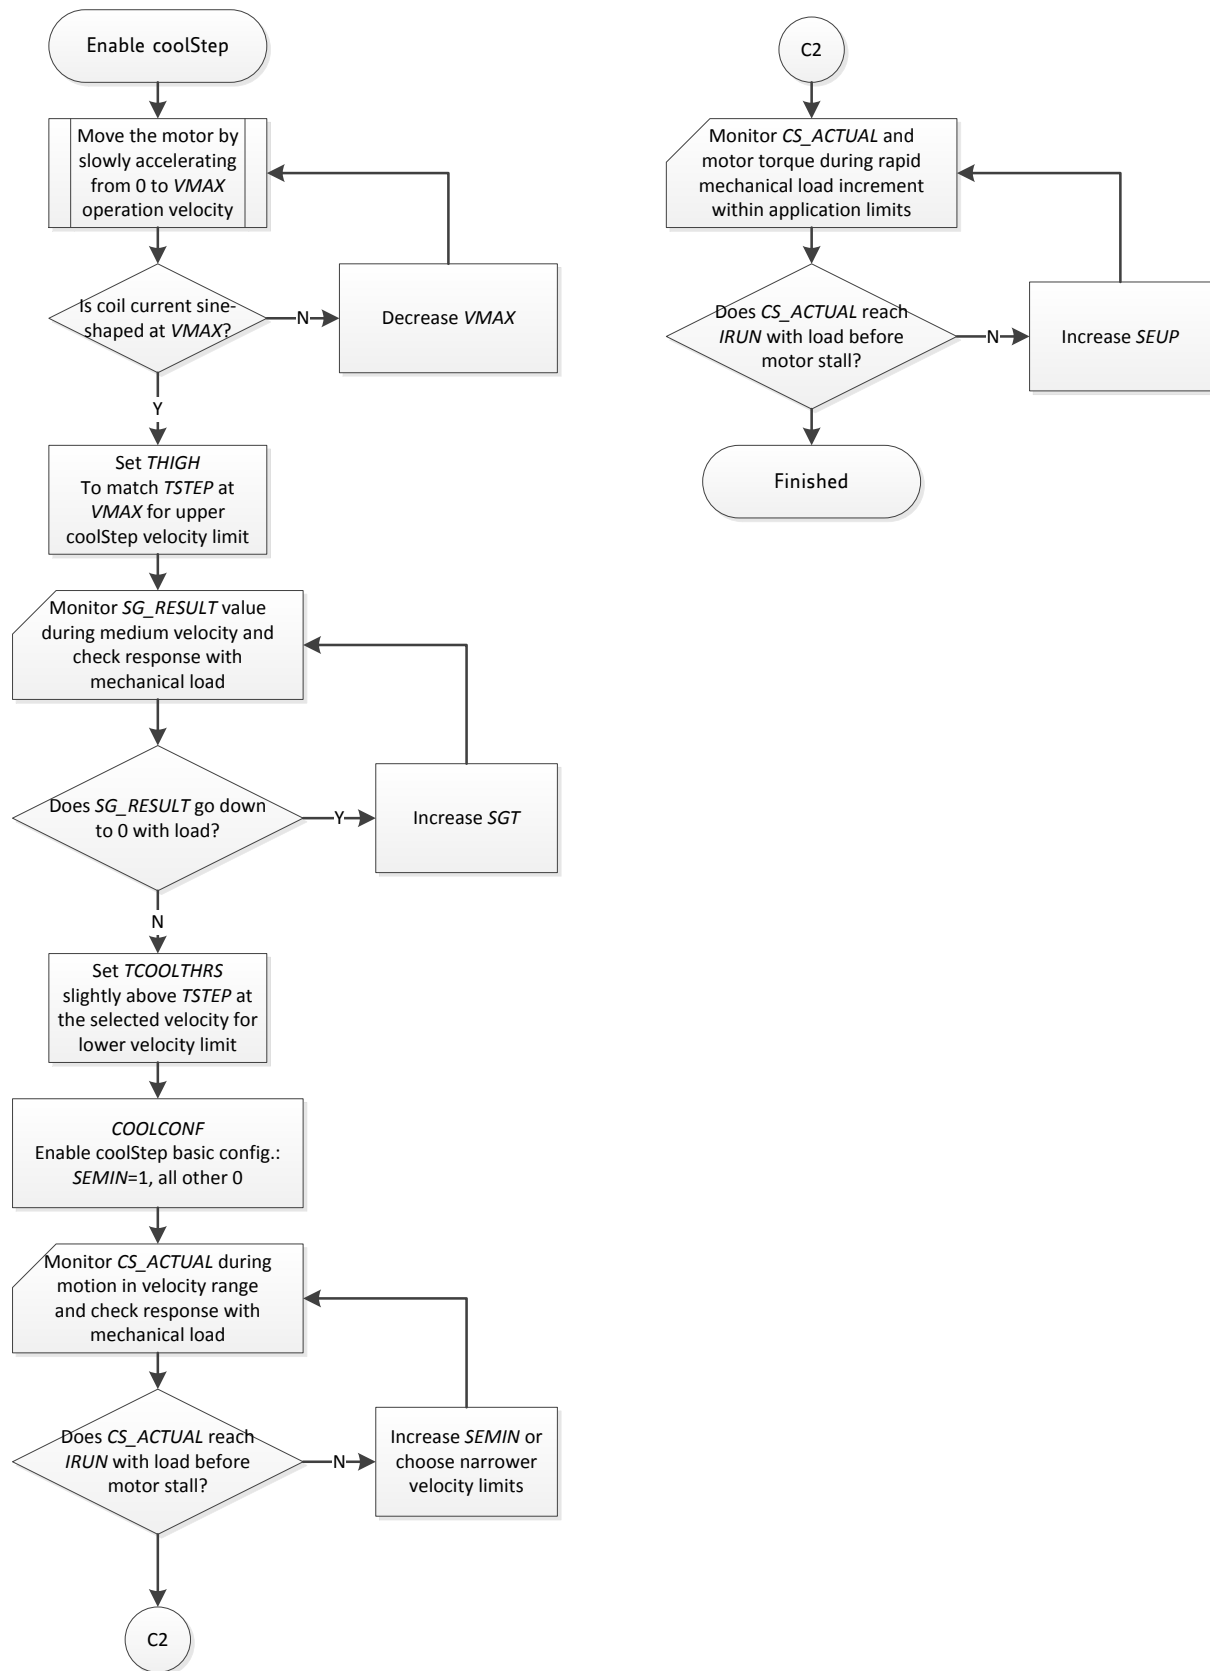 Enable coolStep
Move the motor by
slowly accelerating
from 0 to VMAX
operation velocity
Is coil current sine-
shaped at VMAX?
N
Decrease VMAX
Y
Set THIGH
To match TSTEP at
VMAX for upper
coolStep velocity limit
Monitor SG_RESULT value
during medium velocity and
check response with
mechanical load
Does SG_RESULT go down
to 0 with load?
Y
Increase SGT
N
Set TCOOLTHRS
slightly above TSTEP at
the selected velocity for
lower velocity limit
COOLCONF
Enable coolStep basic config.:
SEMIN=1, all other 0
Monitor CS_ACTUAL during
motion in velocity range
and check response with
mechanical load
Does CS_ACTUAL reach
IRUN with load before
motor stall?
N
Increase SEMIN or
choose narrower
velocity limits
C2
C2
Monitor CS_ACTUAL and
motor torque during rapid
mechanical load increment
within application limits
Does CS_ACTUAL reach
IRUN with load before
motor stall?
N
Increase SEUP
Finished